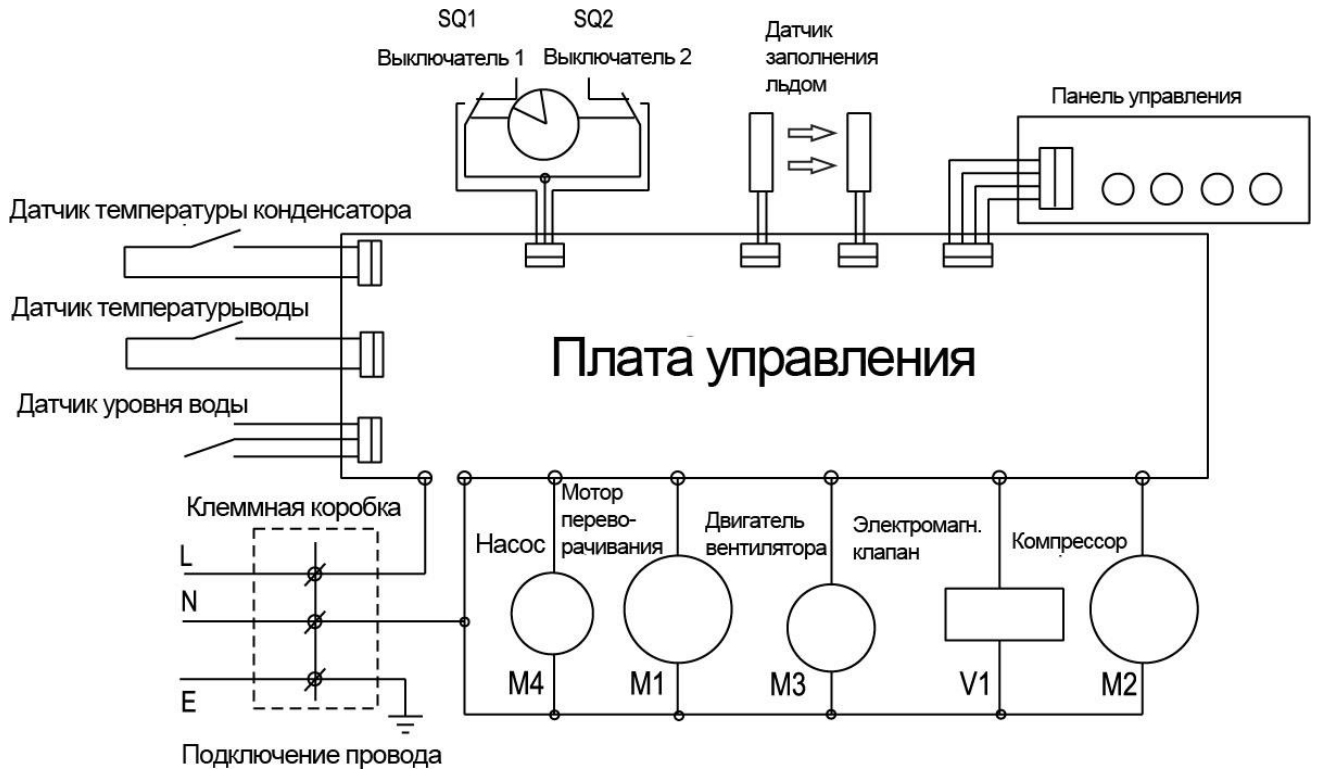 SQ1
SQ2
Выключатель 1
Выключатель 2
Датчик
заполнения
льдом
Панель управления
Датчик температуры конденсатора
Датчик температурыводы
Датчик уровня воды
Плата управления
Клеммная коробка
L
N
E
Подключение провода
Насос
M4
Мотор
перево-
рачивания
M1
Двигатель
вентилятора
M3
Электромагн.
клапан
V1
Компрессор
M2